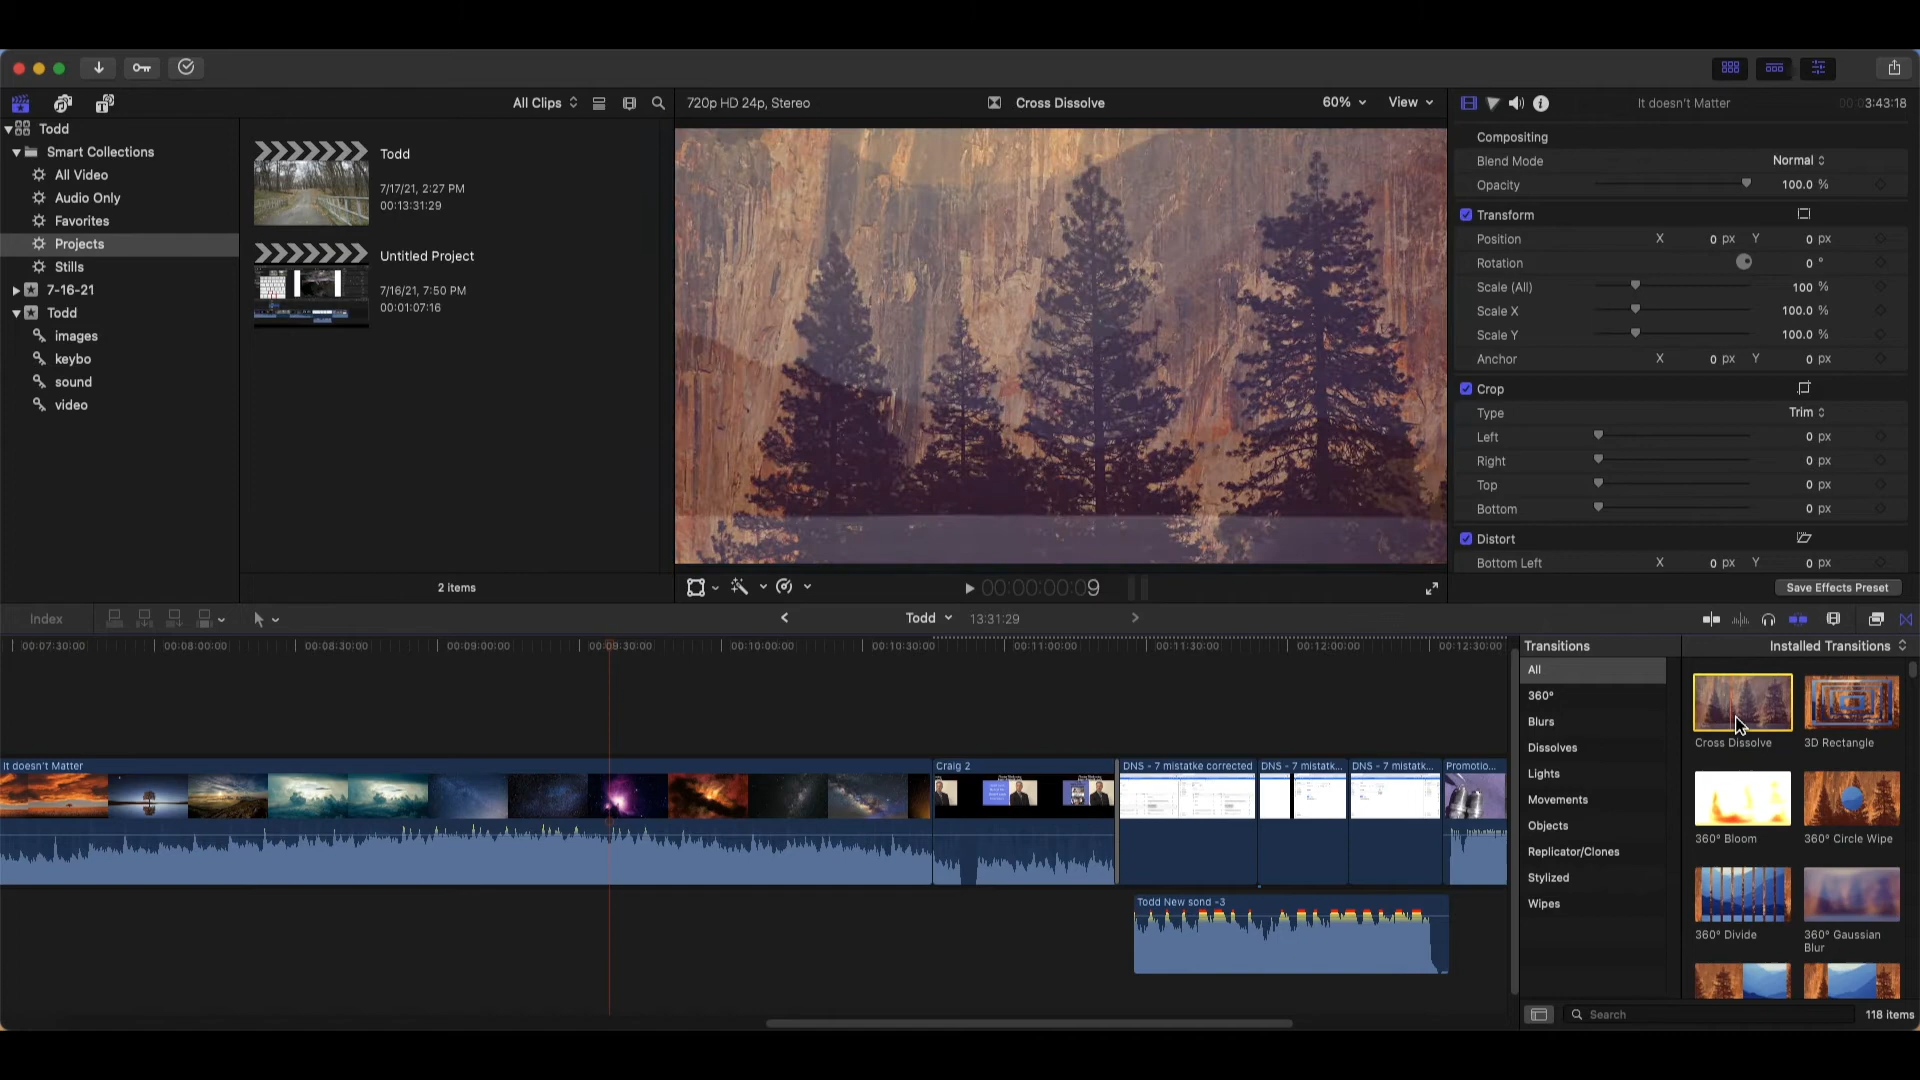 All Clips
720p HD 24p, Stereo
Cross Dissolve
60%
View
It doesn't Matter
3:43:18
Todd
Smart Collections
All Video
Audio Only
Favorites
Projects
Stills
7-16-21
Todd
images
keybo
sound
video
Todd
7/17/21, 2:27 PM
00:13:31:29
Untitled Project
7/16/21, 7:50 PM
00:01:07:16
2 items
00:00:00:09
Compositing
Blend Mode
Normal
Opacity
100.0 %
Transform
Position X 0 px Y 0 px
Rotation 0 °
Scale (All) 100 %
Scale X 100.0 %
Scale Y 100.0 %
Anchor X 0 px Y 0 px
Crop
Type Trim
Left 0 px
Right 0 px
Top 0 px
Bottom 0 px
Distort
Bottom Left X 0 px Y 0 px
Save Effects Preset
Index
Todd
13:31:29
00:07:30:00
00:08:00:00
00:08:30:00
00:09:00:00
00:09:30:00
00:10:00:00
00:10:30:00
00:11:00:00
00:11:30:00
00:12:00:00
00:12:30:00
It doesn't Matter
Craig 2
DNS - 7 mistatke corrected
DNS - 7 mistatk...
DNS - 7 mistatk...
Promotio...
Todd New sond -3
Transitions
Installed Transitions
All
360°
Blurs
Dissolves
Lights
Movements
Objects
Replicator/Clones
Stylized
Wipes
Cross Dissolve
3D Rectangle
360° Bloom
360° Circle Wipe
360° Divide
360° Gaussian
Blur
Search
118 items